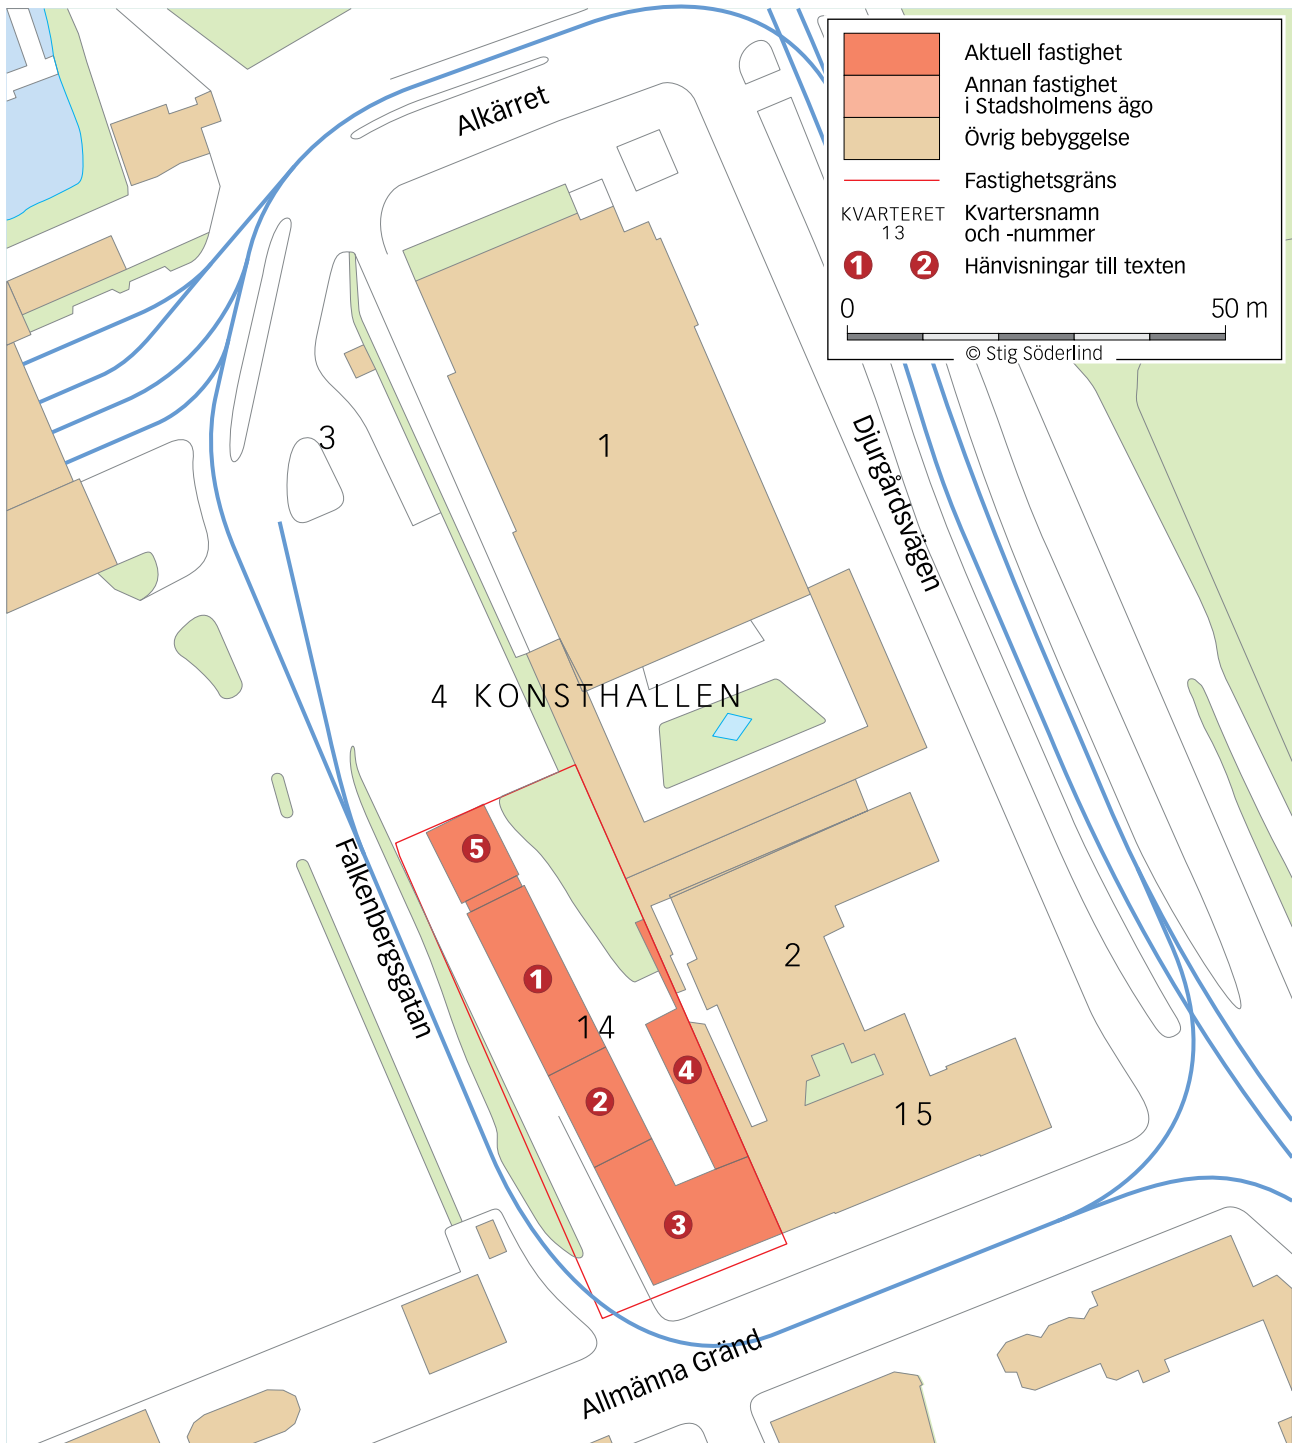 Alkärret
Aktuell fastighet
Annan fastighet
i Stadsholmens ägo
Övrig bebyggelse
Fastighetsgräns
KVARTERET
13
Kvartersnamn
och -nummer
1 2 Hänvisningar till texten
0 50 m
© Stig Söderlind
3
1
Djurgårdsvägen
4 KONSTHALLEN
5
Falkenbergsgatan
1
2
14
4
2
15
3
Allmänna Gränd